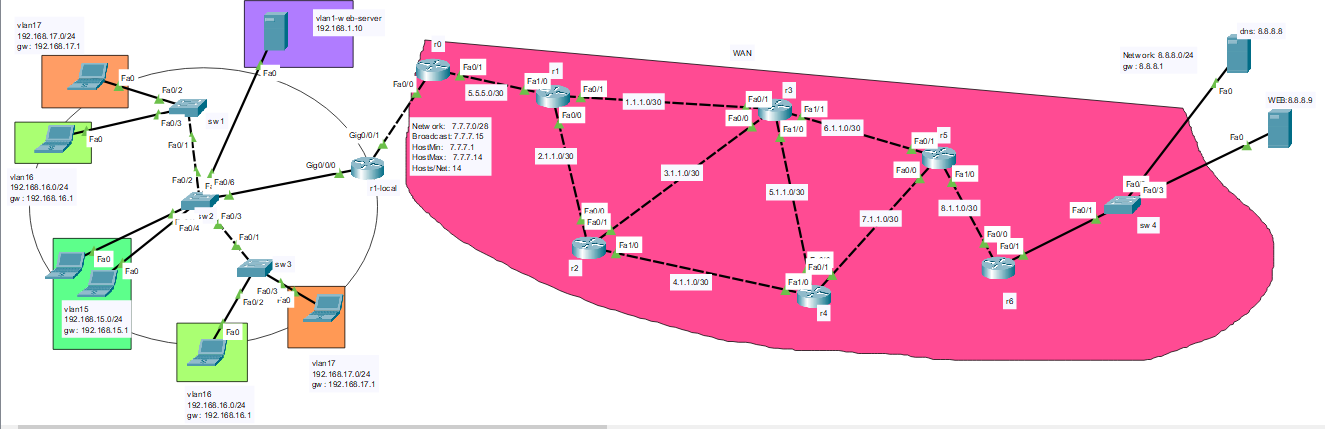 vlan17
192.168.17.0/24
gw: 192.168.17.1
Fa0
Fa0/2
Fa0/3
sw1
Fa0/1
Fa0
vlan16
192.168.16.0/24
gw: 192.168.16.1
vlan1-web-server
192.168.1.10
Fa0
Fa0/2
Fa0/6
sw2
Fa0/3
Fa0/4
Fa0/1
sw3
Fa0/3
Fa0/2
Fa0
Fa0
Fa0
vlan15
192.168.15.0/24
gw: 192.168.15.1
Fa0
vlan16
192.168.16.0/24
gw: 192.168.16.1
vlan17
192.168.17.0/24
gw: 192.168.17.1
Gig0/0/1
Gig0/0/0
r1-local
WAN
r0
Fa0/0
Fa0/1
5.5.5.0/30
Network: 7.7.7.0/28
Broadcast: 7.7.7.15
HostMin: 7.7.7.1
HostMax: 7.7.7.14
Hosts/Net: 14
r1
Fa1/0
Fa0/1
Fa0/0
1.1.1.0/30
2.1.1.0/30
r3
Fa0/1
Fa1/1
Fa0/0
Fa1/0
6.1.1.0/30
3.1.1.0/30
5.1.1.0/30
Fa0/0
Fa0/1
Fa1/0
r2
4.1.1.0/30
Fa0/1
Fa1/0
r4
7.1.1.0/30
r5
Fa0/1
Fa0/0
Fa1/0
8.1.1.0/30
Fa0/0
Fa0/1
r6
Fa0/1
Fa0/3
sw4
Network: 8.8.8.0/24
gw: 8.8.8.1
dns: 8.8.8.8
Fa0
WEB:8.8.8.9
Fa0